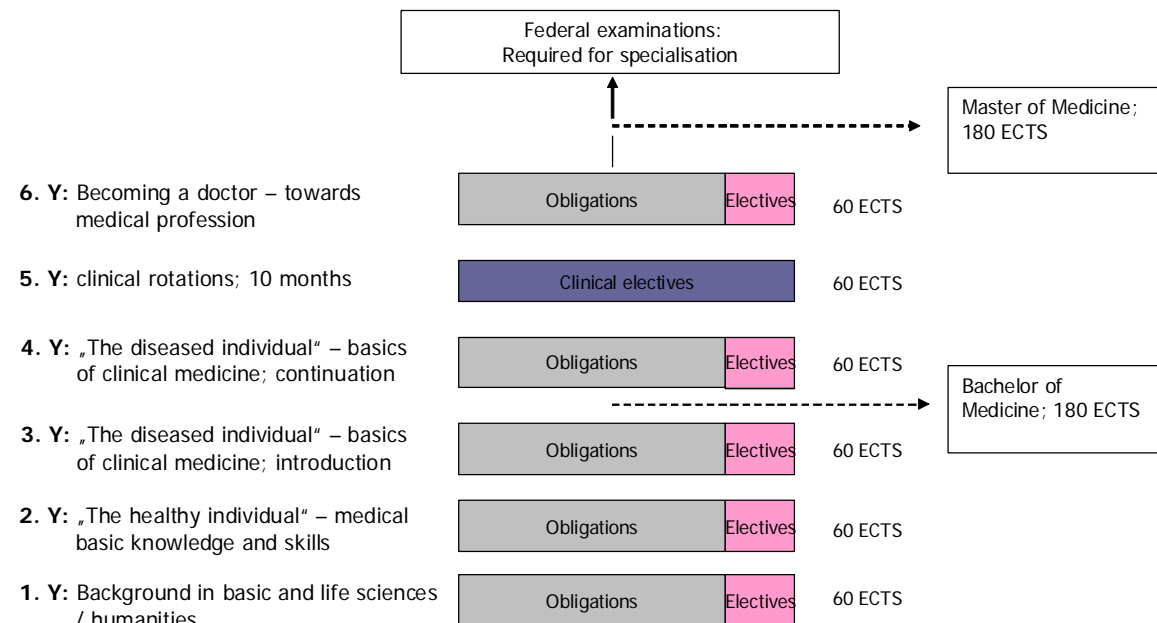 Federal examinations:
Required for specialisation
Master of Medicine;
180 ECTS
6. Y: Becoming a doctor – towards
medical profession
Obligations
Electives
60 ECTS
5. Y: clinical rotations; 10 months
Clinical electives
60 ECTS
4. Y: „The diseased individual“ – basics
of clinical medicine; continuation
Obligations
Electives
60 ECTS
Bachelor of
Medicine; 180 ECTS
3. Y: „The diseased individual“ – basics
of clinical medicine; introduction
Obligations
Electives
60 ECTS
2. Y: „The healthy individual“ – medical
basic knowledge and skills
Obligations
Electives
60 ECTS
1. Y: Background in basic and life sciences
/ humanities
Obligations
Electives
60 ECTS